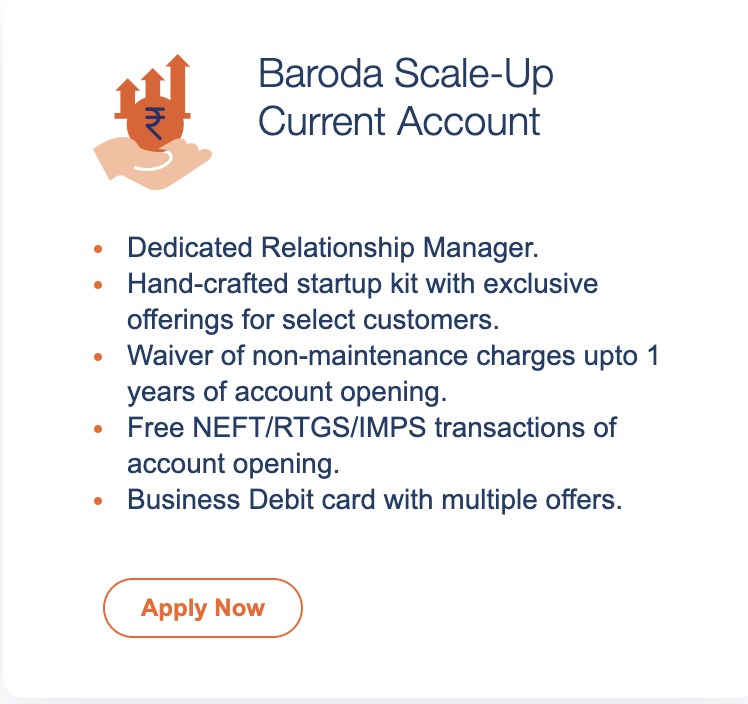 Baroda Scale-Up
Current Account
₹
• Dedicated Relationship Manager.
• Hand-crafted startup kit with exclusive
offerings for select customers.
• Waiver of non-maintenance charges upto 1
years of account opening.
• Free NEFT/RTGS/IMPS transactions of
account opening.
• Business Debit card with multiple offers.
Apply Now